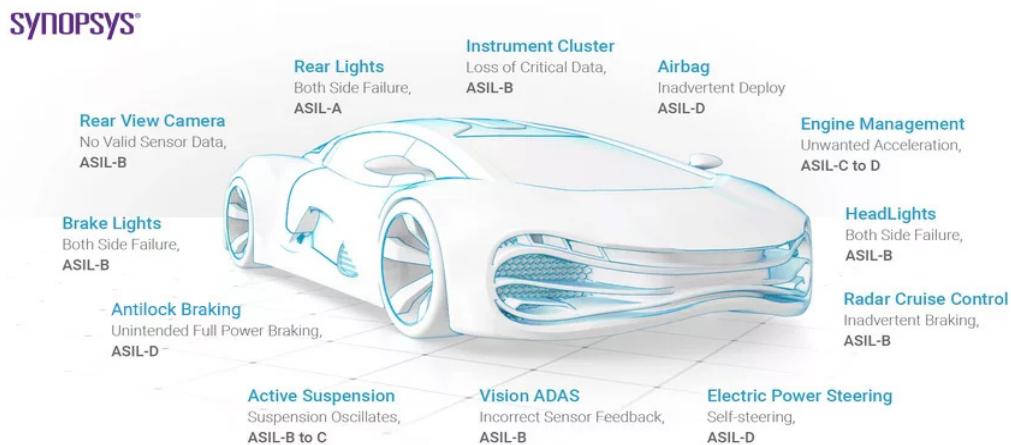 SYNOPSYS®
Instrument Cluster
Loss of Critical Data,
ASIL-B
Rear Lights
Both Side Failure,
ASIL-A
Airbag
Inadvertent Deploy
ASIL-D
Rear View Camera
No Valid Sensor Data,
ASIL-B
Engine Management
Unwanted Acceleration,
ASIL-C to D
Brake Lights
Both Side Failure,
ASIL-B
HeadLights
Both Side Failure,
ASIL-B
Antilock Braking
Unintended Full Power Braking,
ASIL-D
Radar Cruise Control
Inadvertent Braking,
ASIL-B
Active Suspension
Suspension Oscillates,
ASIL-B to C
Vision ADAS
Incorrect Sensor Feedback,
ASIL-B
Electric Power Steering
Self-steering,
ASIL-D